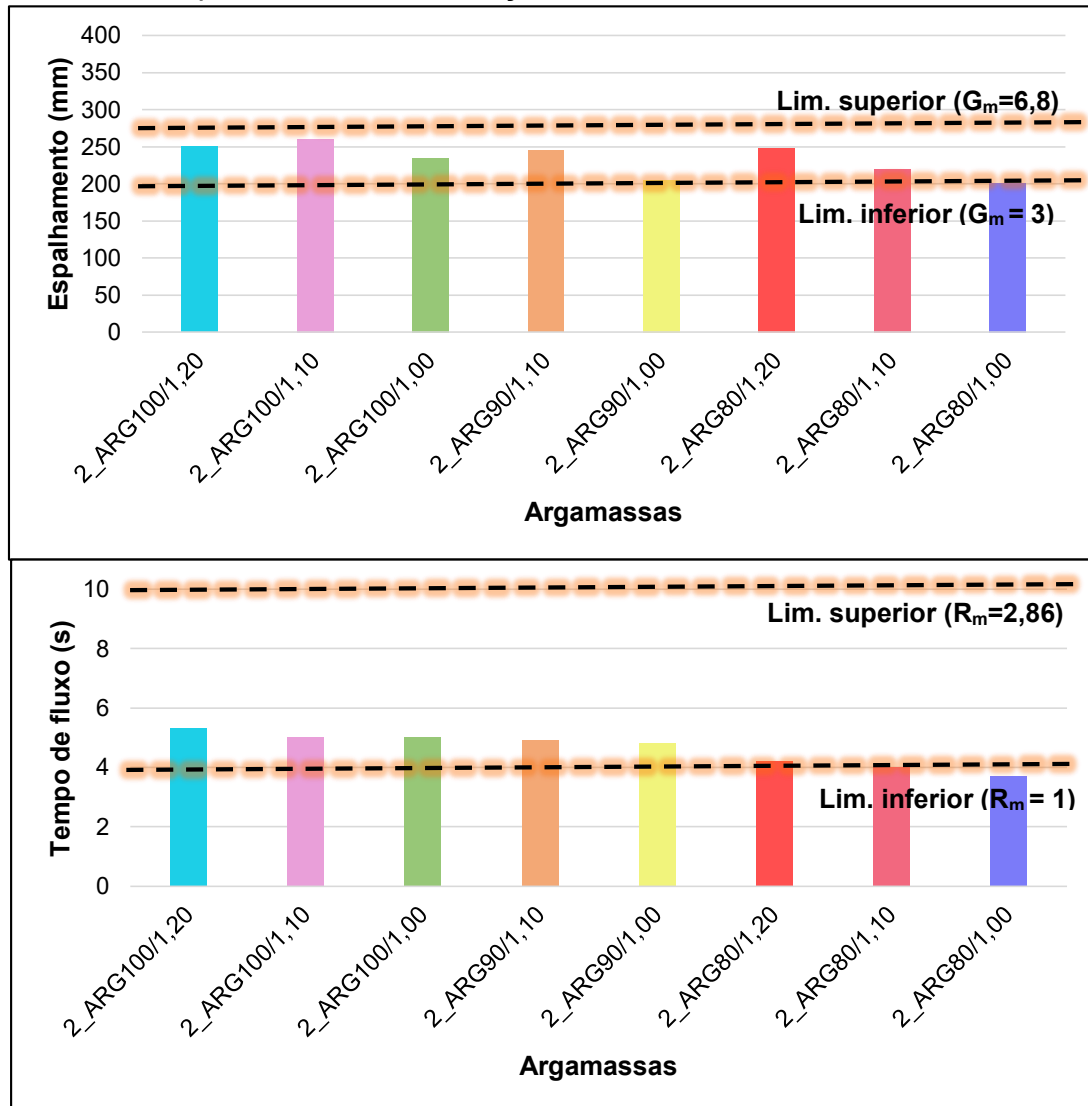 400
350
300
250
200
150
100
50
0
Espalhamento (mm)
Lim. superior (Gm=6,8)
Lim. inferior (Gm = 3)
2_ARG100/1,20
2_ARG100/1,10
2_ARG100/1,00
2_ARG90/1,10
2_ARG90/1,00
2_ARG80/1,20
2_ARG80/1,10
2_ARG80/1,00
Argamassas
10
8
6
4
2
0
Tempo de fluxo (s)
Lim. superior (Rm=2,86)
Lim. inferior (Rm = 1)
2_ARG100/1,20
2_ARG100/1,10
2_ARG100/1,00
2_ARG90/1,10
2_ARG90/1,00
2_ARG80/1,20
2_ARG80/1,10
2_ARG80/1,00
Argamassas